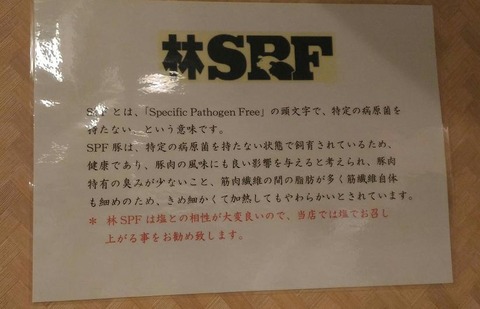 林SPF
SPFとは、「Specific Pathogen Free」の頭文字で、特定の病原菌を
持たない という意味です。
SPF豚は、特定の病原菌を持たない状態で飼育されているため、
健康であり、豚肉の風味にも良い影響を与えると考えられ、豚肉
特有の臭みが少ないこと、筋肉繊維の間の脂肪が多く筋繊維自体
も細めのため、きめ細かくて加熱してもやわらかいとされています。
* 林SPFは塩との相性が大変良いので、当店では塩でお召し
上がる事をお勧め致します。